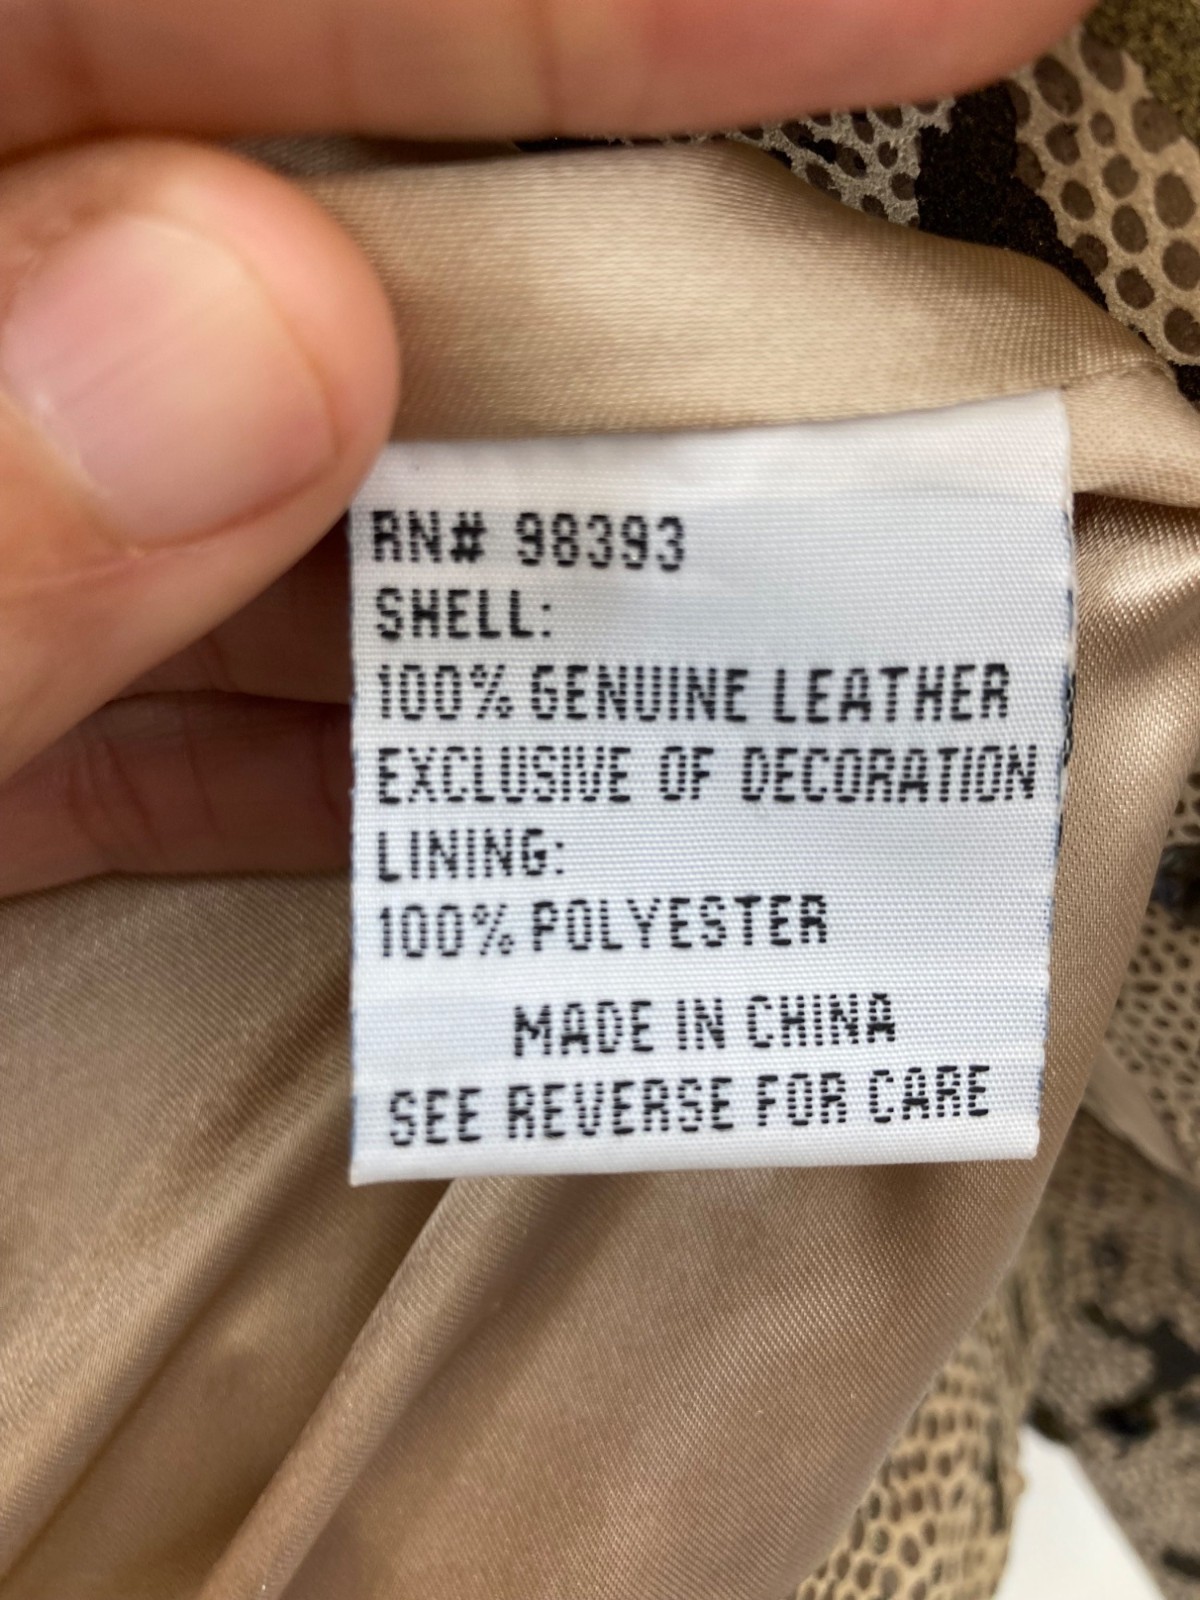 RN# 98393
SHELL:
100% GENUINE LEATHER
EXCLUSIVE OF DECORATION
LINING:
100% POLYESTER
MADE IN CHINA
SEE REVERSE FOR CARE